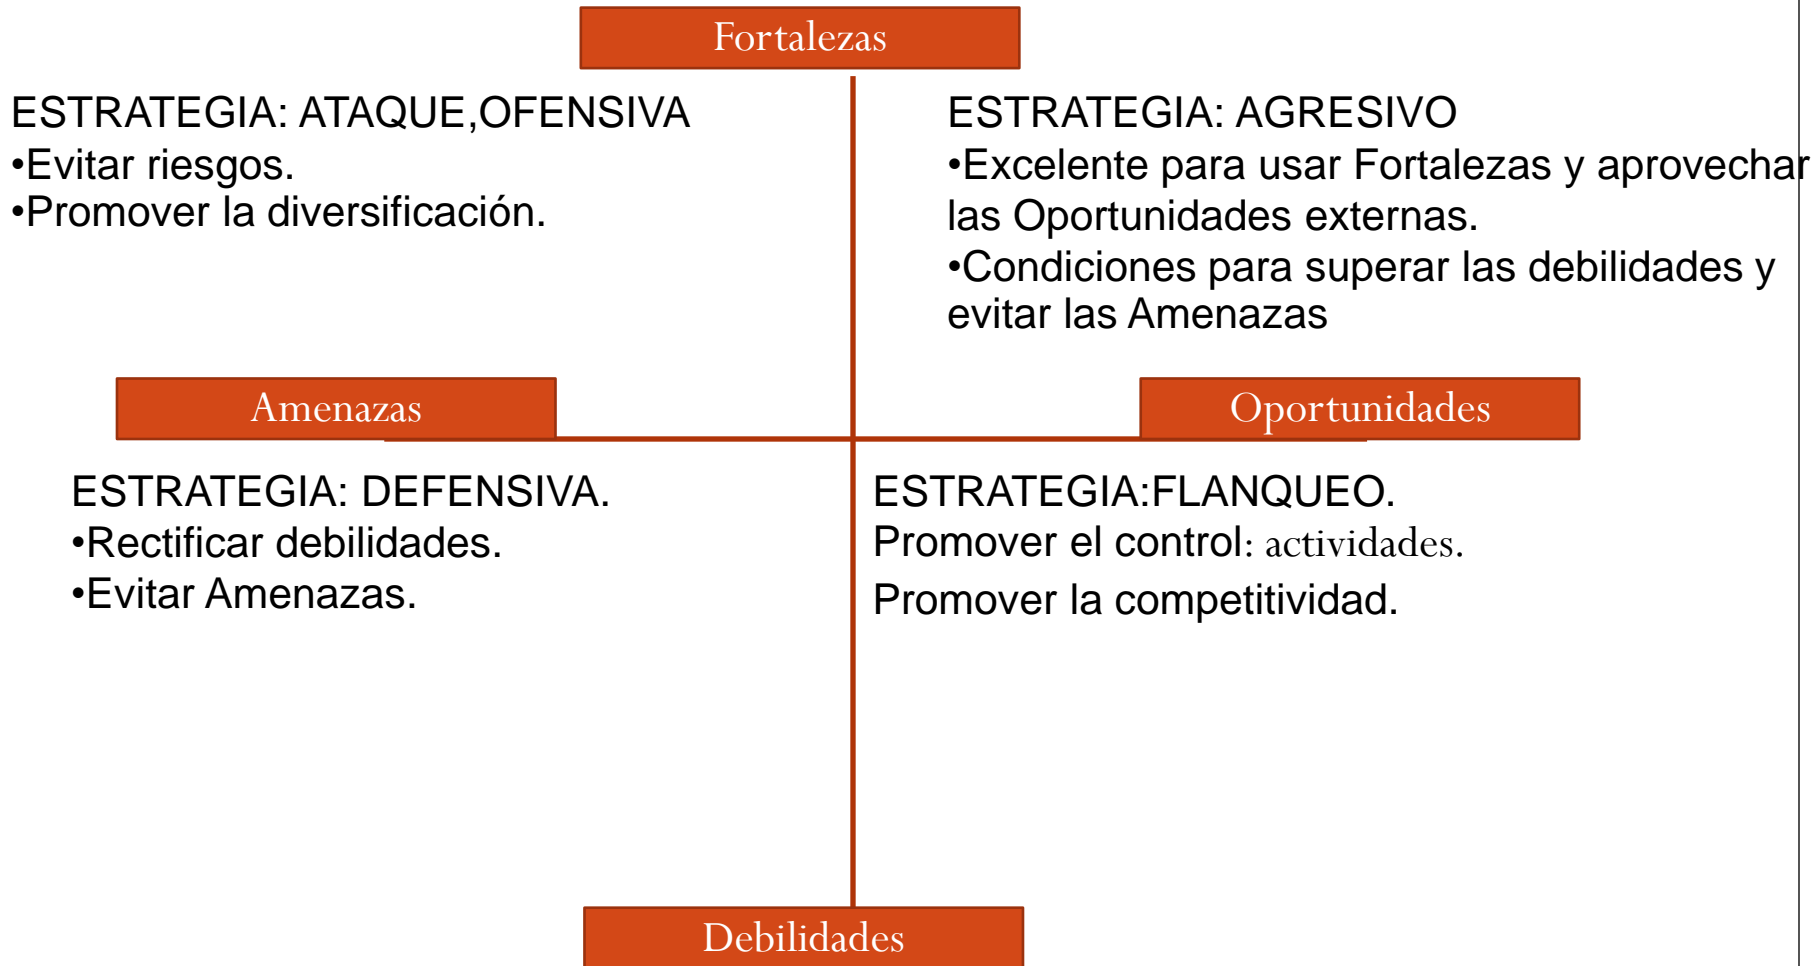 Fortalezas
ESTRATEGIA: ATAQUE,OFENSIVA
•Evitar riesgos.
•Promover la diversificación.
ESTRATEGIA: AGRESIVO
•Excelente para usar Fortalezas y aprovechar
las Oportunidades externas.
•Condiciones para superar las debilidades y
evitar las Amenazas
Amenazas
Oportunidades
ESTRATEGIA: DEFENSIVA.
•Rectificar debilidades.
•Evitar Amenazas.
ESTRATEGIA:FLANQUEO.
Promover el control: actividades.
Promover la competitividad.
Debilidades